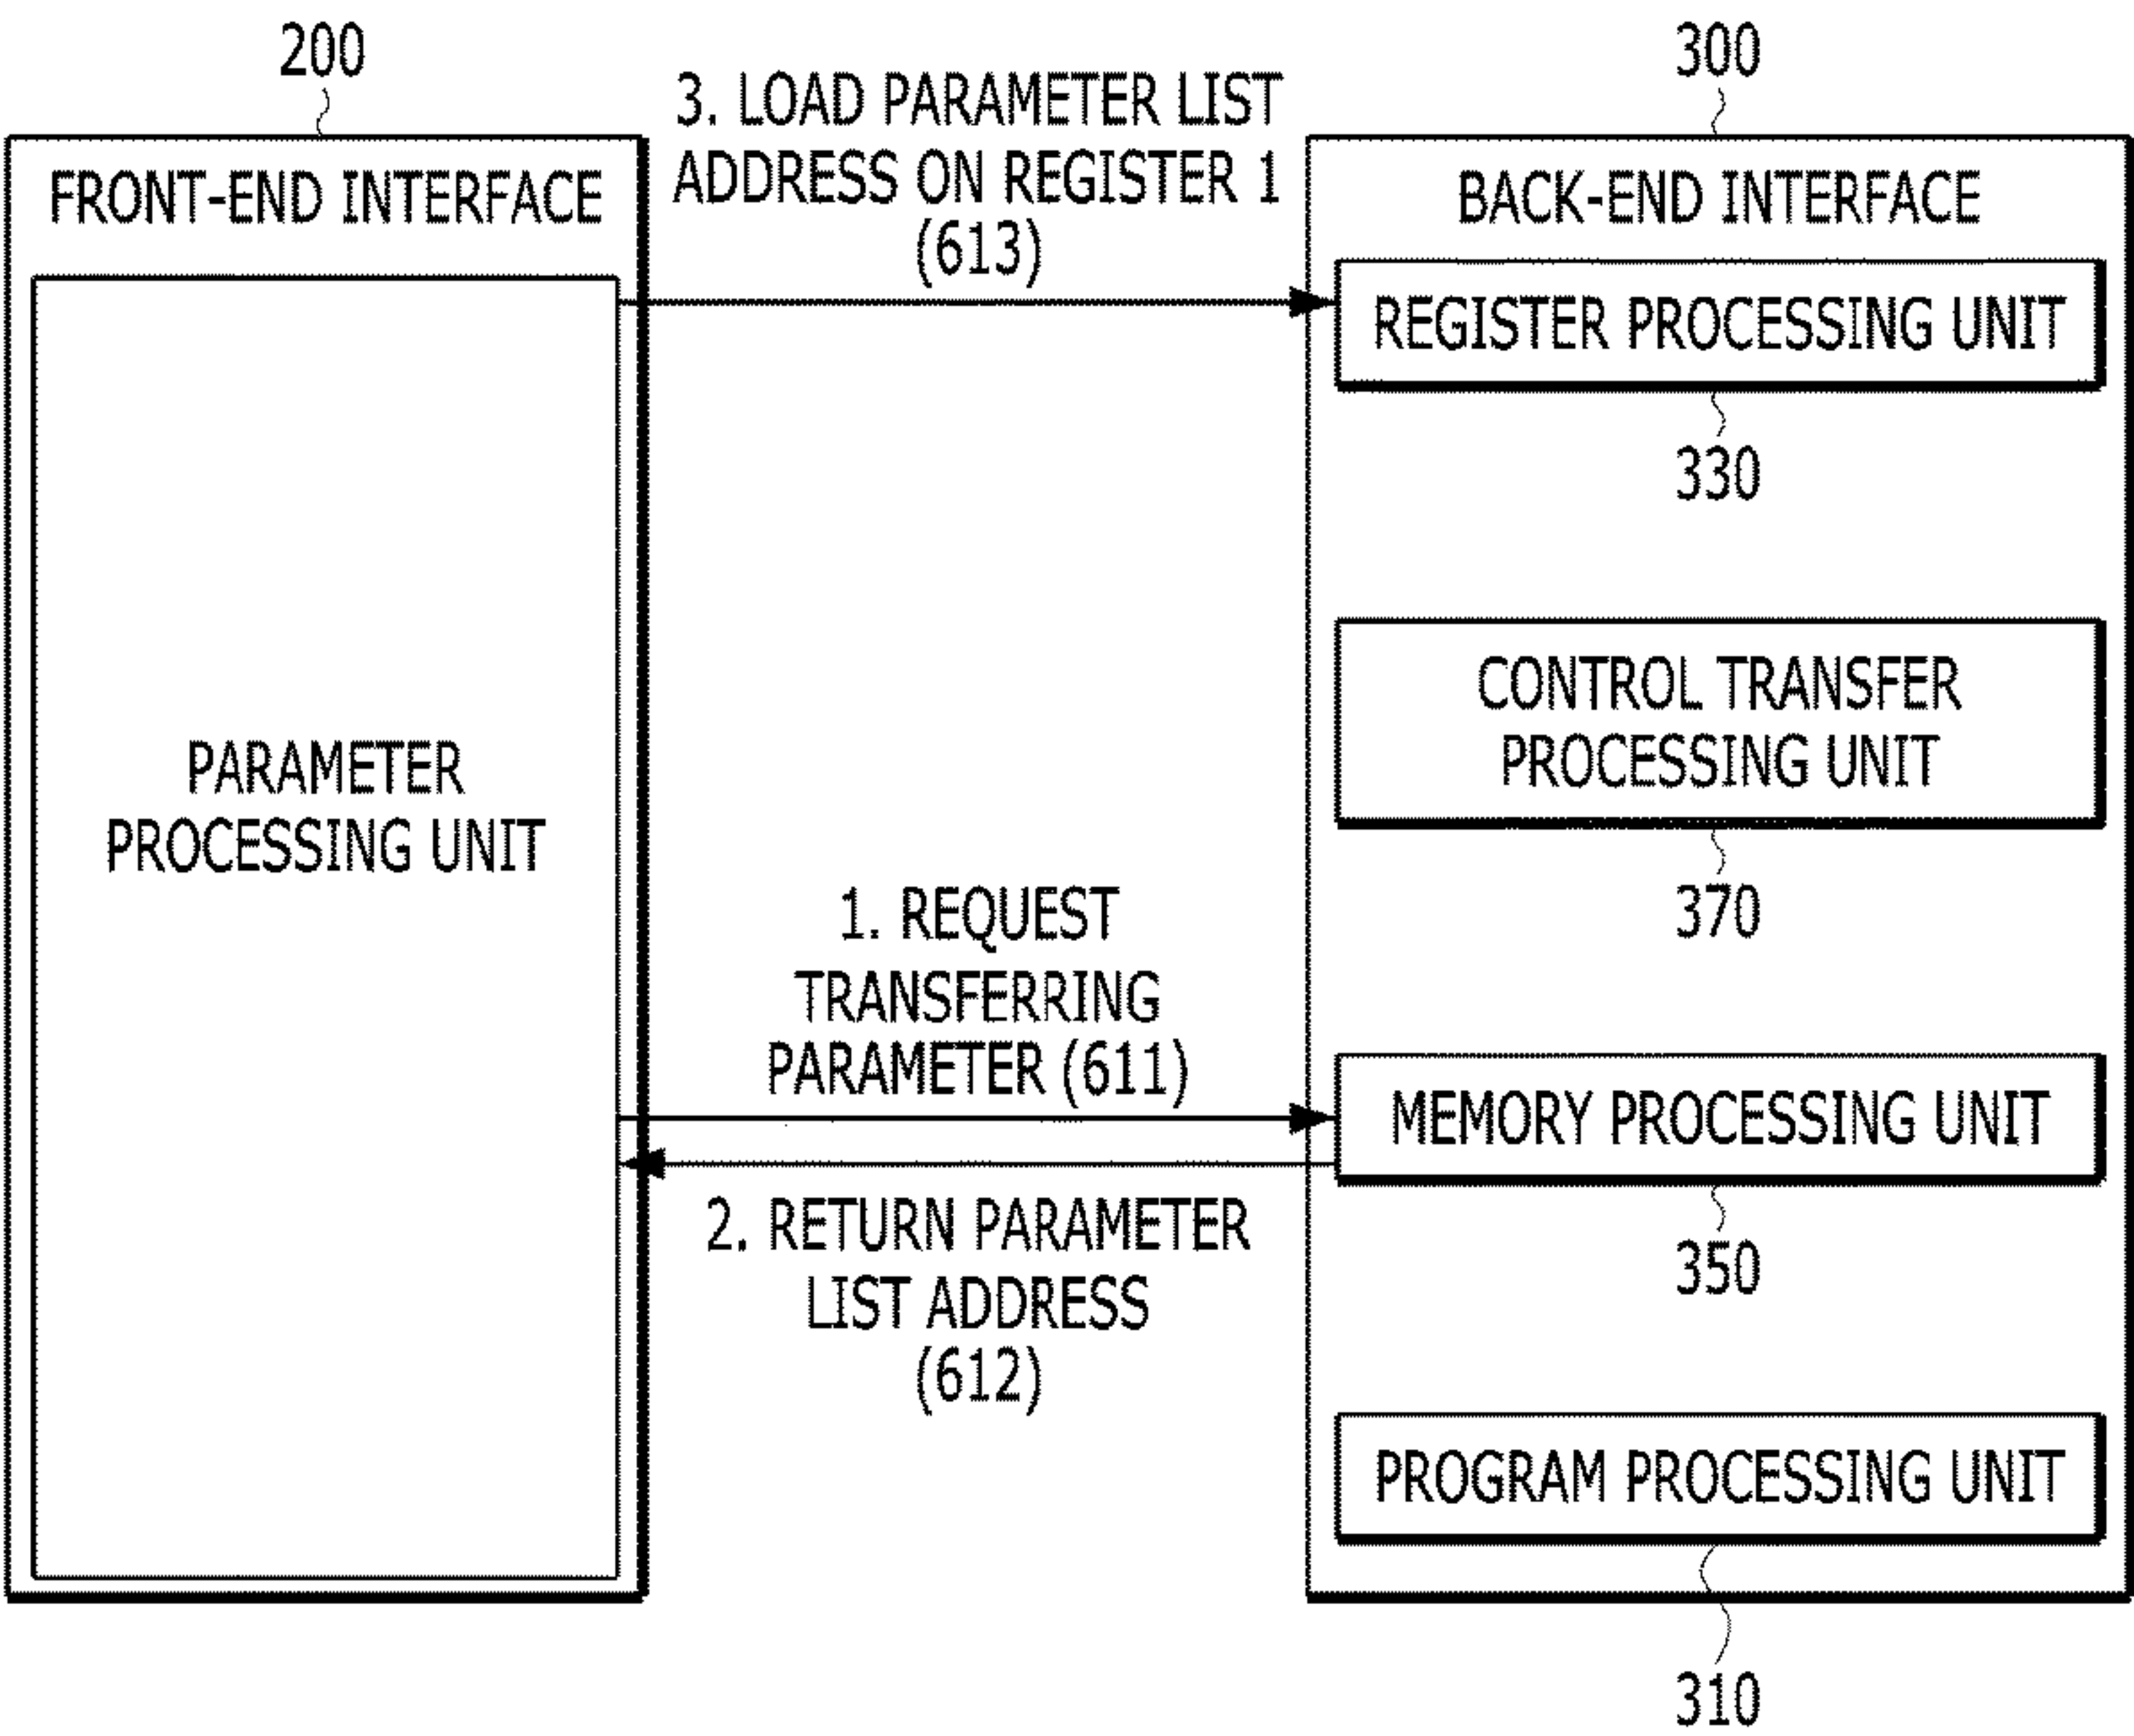 200
FRONT-END INTERFACE
PARAMETER
PROCESSING UNIT
3. LOAD PARAMETER LIST
ADDRESS ON REGISTER 1
(613)
1. REQUEST
TRANSFERRING
PARAMETER (611)
2. RETURN PARAMETER
LIST ADDRESS
(612)
300
BACK-END INTERFACE
REGISTER PROCESSING UNIT
330
CONTROL TRANSFER
PROCESSING UNIT
370
MEMORY PROCESSING UNIT
350
PROGRAM PROCESSING UNIT
310